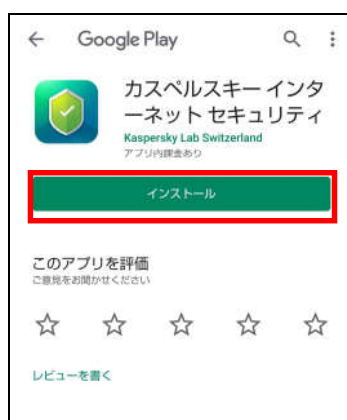 Google Play
カスペルスキー インタ
ーネット セキュリティ
Kaspersky Lab Switzerland
アプリ内課金あり
インストール
このアプリを評価
ご意見をお聞かせください
レビューを書く